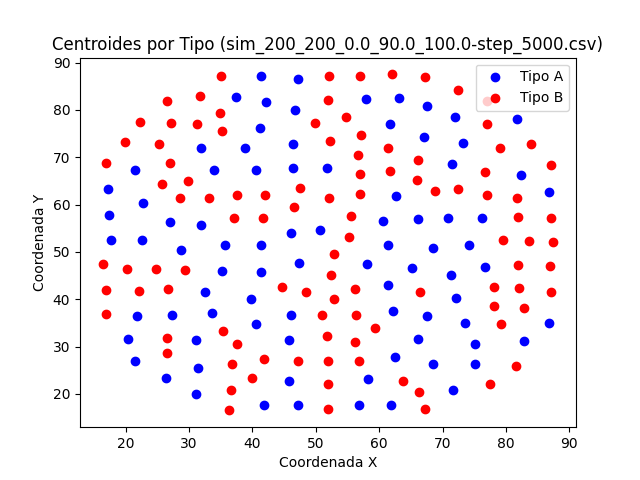 Centroides por Tipo (sim_200_200_0.0_90.0_100.0-step_5000.csv)
Tipo A
Tipo B
90
80
70
60
50
40
30
20
Coordenada Y
20 30 40 50 60 70 80 90
Coordenada X